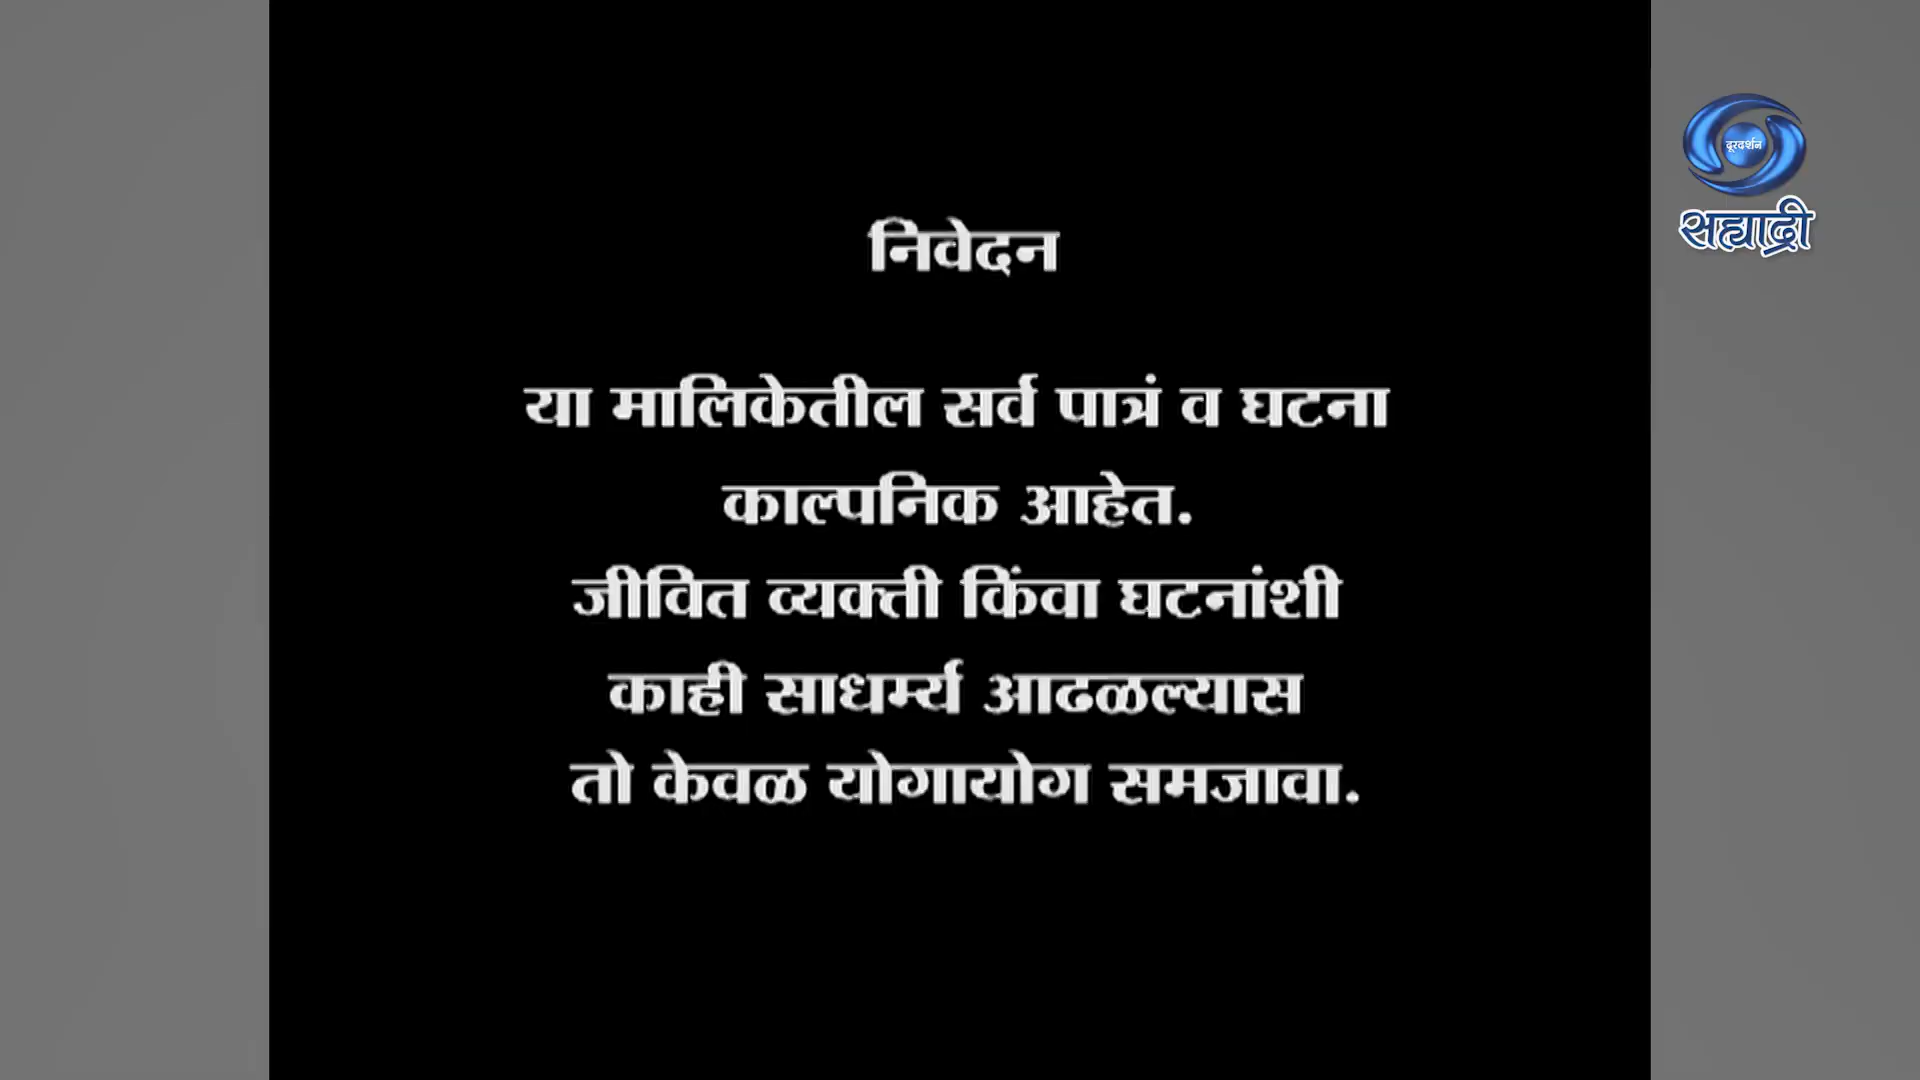 दूरदर्शन
सह्याद्री
निवेदन
या मालिकेतील सर्व पात्रं व घटना
काल्पनिक आहेत.
जीवित व्यक्ती किंवा घटनांशी
काही साधर्म्य आढळल्यास
तो केवळ योगायोग समजावा.